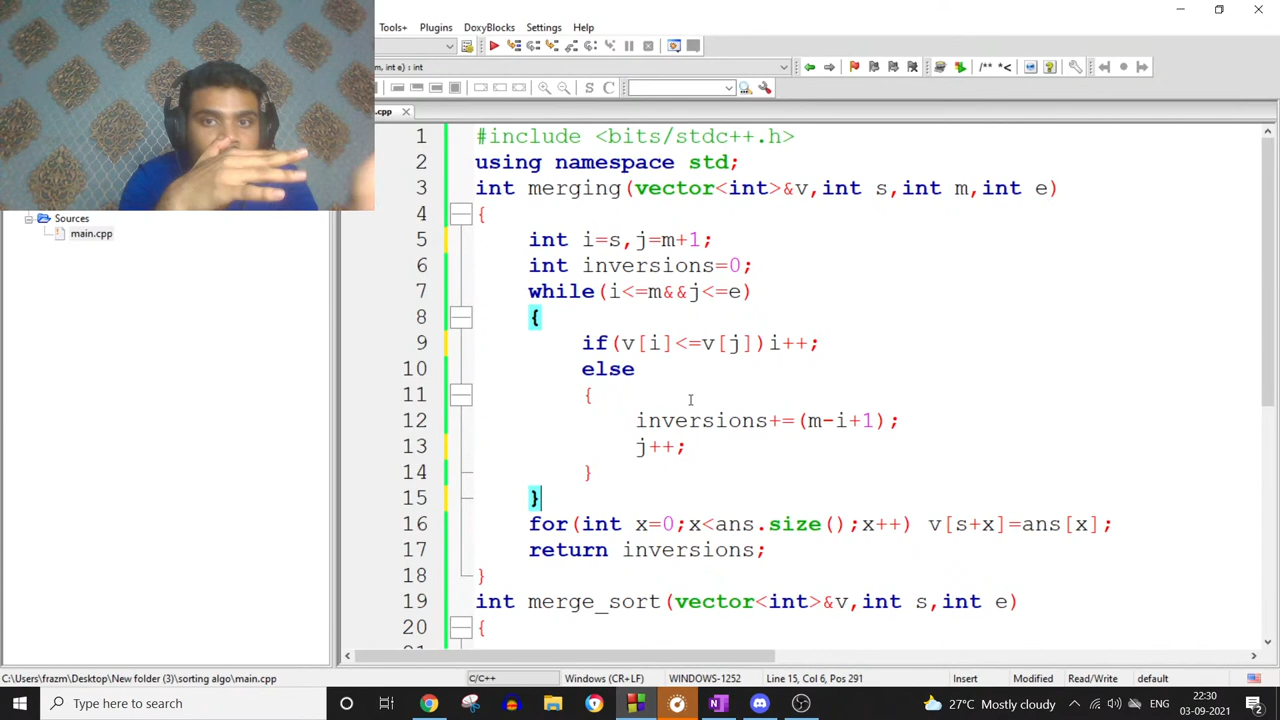 Tools+ Plugins DoxyBlocks Settings Help
m, int e) : int
/** *<
S C
.cpp
1 #include <bits/stdc++.h>
2 using namespace std;
3 int merging(vector<int>&v,int s,int m,int e)
4 {
5 int i=s,j=m+1;
6 int inversions=0;
7 while(i<=m&&j<=e)
8 {
9 if(v[i]<=v[j])i++;
10 else
11 {
12 inversions+=(m-i+1);
13 j++;
14 }
15 }
16 for(int x=0;x<ans.size();x++) v[s+x]=ans[x];
17 return inversions;
18 }
19 int merge_sort(vector<int>&v,int s,int e)
20 {
Sources
main.cpp
C:\Users\frazm\Desktop\New folder (3)\sorting algo\main.cpp C/C++ Windows (CR+LF) WINDOWS-1252 Line 15, Col 6, Pos 291 Insert Modified Read/Write default
Type here to search 27°C Mostly cloudy ENG 22:30
03-09-2021